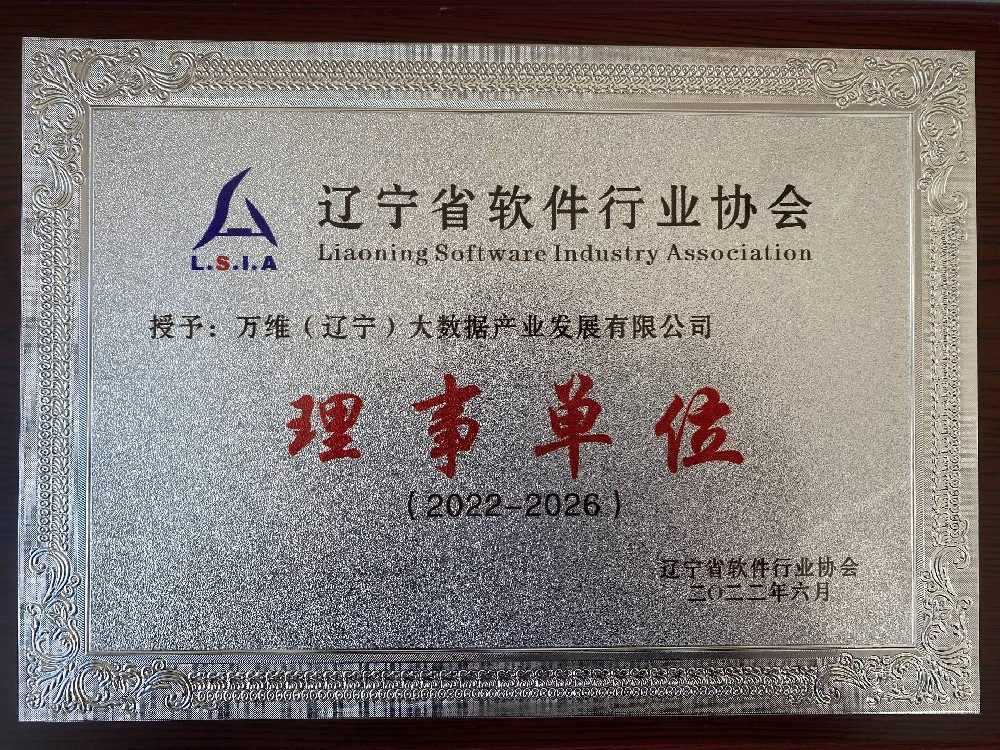 辽宁省软件行业协会
L.S.I.A
Liaoning Software Industry Association
授予：万维（辽宁）大数据产业发展有限公司
理事单位
（2022-2026）
辽宁省软件行业协会
二〇二二年六月